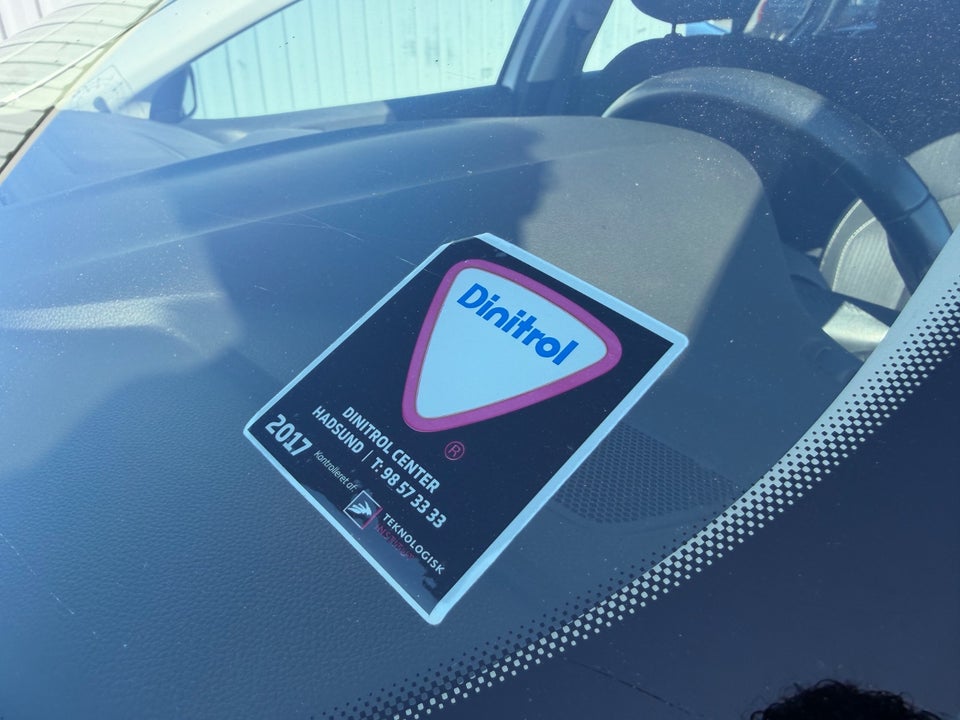 Dinitrol
®
DINITROL CENTER
HADSUND | T: 98 57 33 33
2017
Kontrolleret af:
TEKNOLOGISK